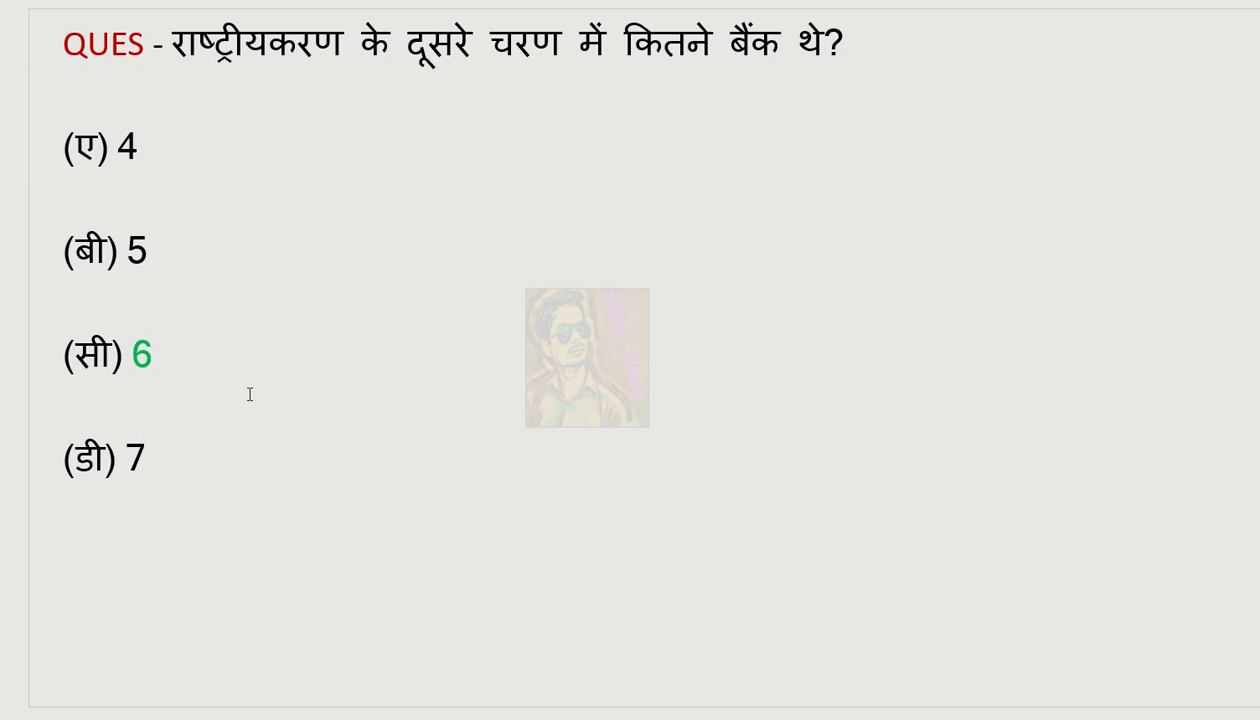 QUES - राष्ट्रीयकरण के दूसरे चरण में कितने बैंक थे?
(ए) 4
(बी) 5
(सी) 6
(डी) 7